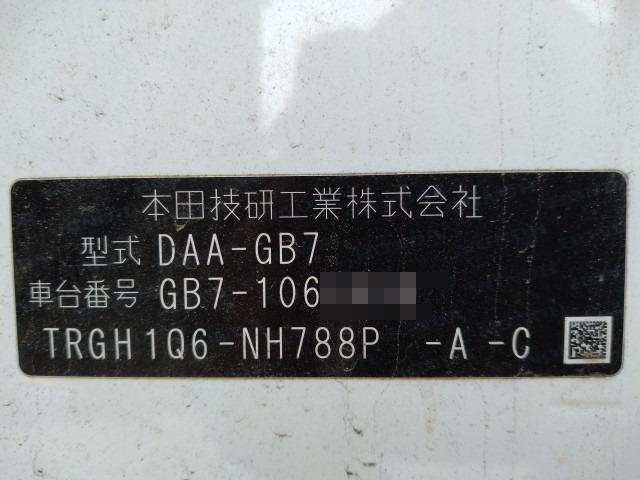 本田技研工業株式会社
型式 DAA-GB7
車台番号 GB7-106
TRGH1Q6-NH788P -A-C